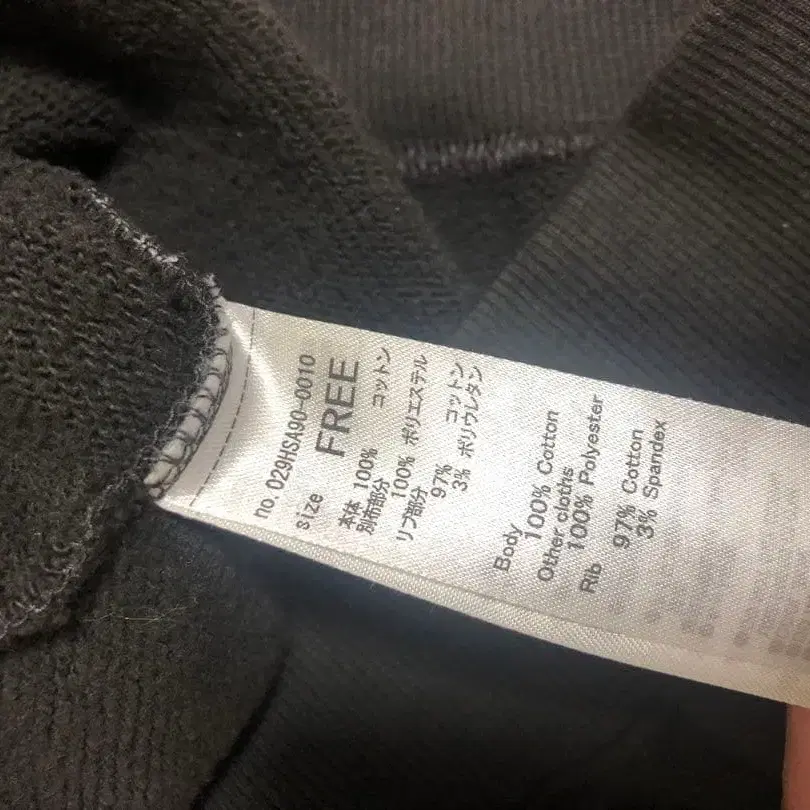 no.029HSA90-0010
size FREE
本体 100% コットン
別布部分
100% ポリエステル
リブ部分
97% コットン
3% ポリウレタン
Body
100% Cotton
Other cloths
100% Polyester
Rib
97% Cotton
3% Spandex